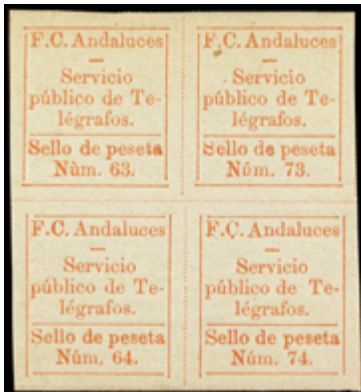 F.C. Andaluces
Servicio
público de Te-
légrafos.
Sello de peseta
Nùm. 63.
F.C. Andaluces
Servicio
público de Te-
légrafos.
Sello de peseta
Nóm. 73.
F.C. Andaluces
Servicio
público de Te-
légrafos.
Sello de peseta
Núm. 64.
F.C. Andaluces
Servicio
público de Te-
légrafos.
Sello de peseta
Núm. 74.